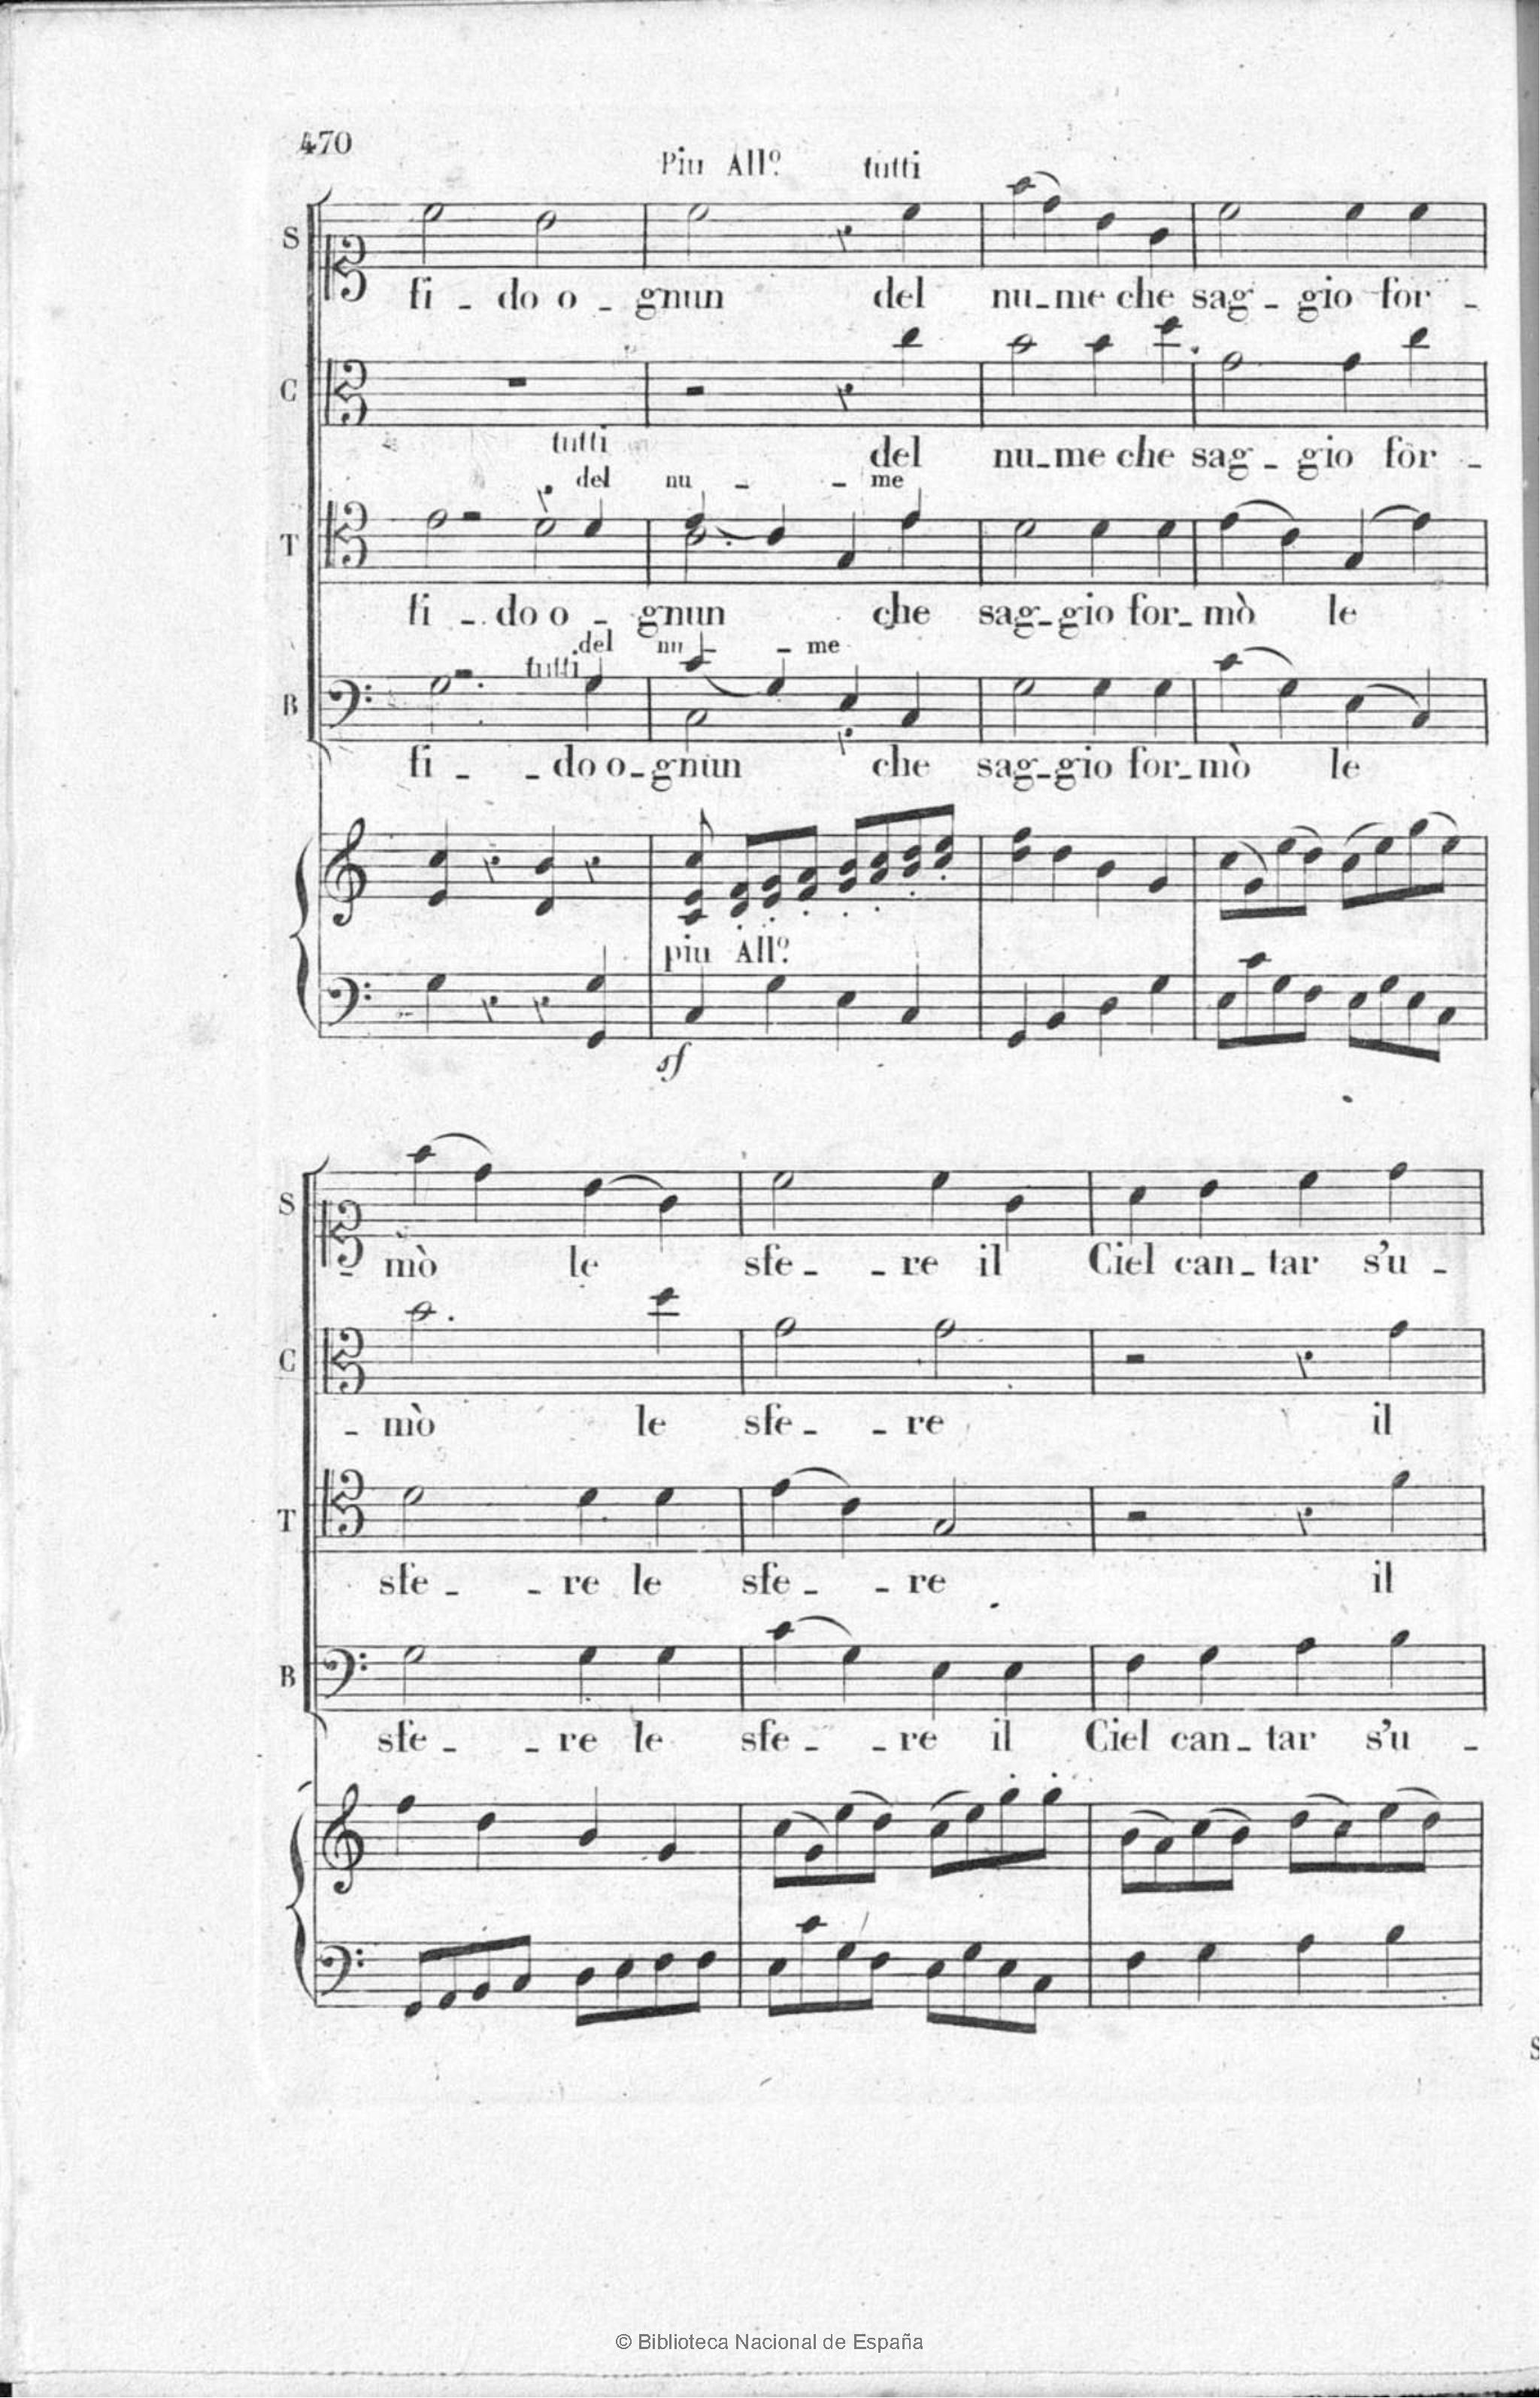 470
Piu All.º tutti
S
fi - do o - gnun del nu - me che sag - gio for -
C
tutti
del nu - me che sag - gio for -
del nu - - me
T
fi - do o - gnun che sag - gio for - mò le
del nu - - me
tutti
B
fi - - do o - gnun che sag - gio for - mò le
piu All.º
sf
S
- mò le sfe - - re il Ciel can - tar s'u -
C
- mò le sfe - - re il
T
sfe - - re le sfe - - re il
B
sfe - - re le sfe - - re il Ciel can - tar s'u -
© Biblioteca Nacional de España